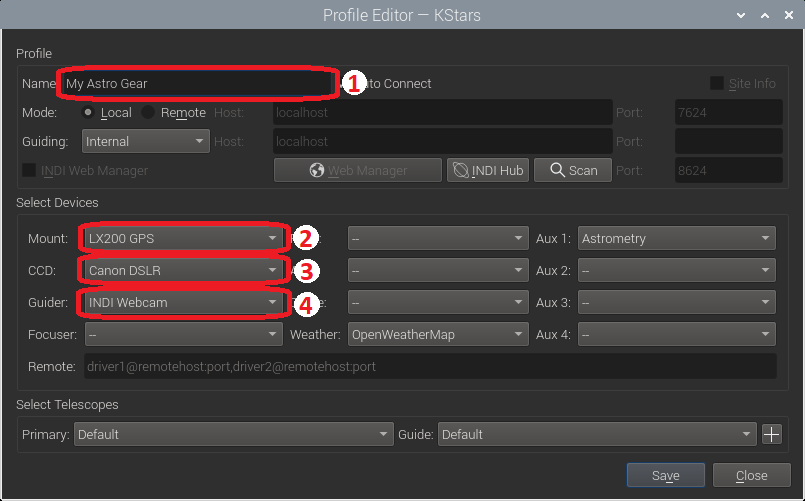 Profile Editor — KStars
Profile
Name My Astro Gear 1 to Connect Site Info
Mode: Local Remote Host: localhost Port: 7624
Guiding: Internal Host: localhost Port:
INDI Web Manager Web Manager INDI Hub Scan Port: 8624
Select Devices
Mount: LX200 GPS 2 -- Aux 1: Astrometry
CCD: Canon DSLR 3 -- Aux 2: --
Guider: INDI Webcam 4 -- Aux 3: --
Focuser: -- Weather: OpenWeatherMap Aux 4: --
Remote: driver1@remotehost:port,driver2@remotehost:port
Select Telescopes
Primary: Default Guide: Default
Save Close